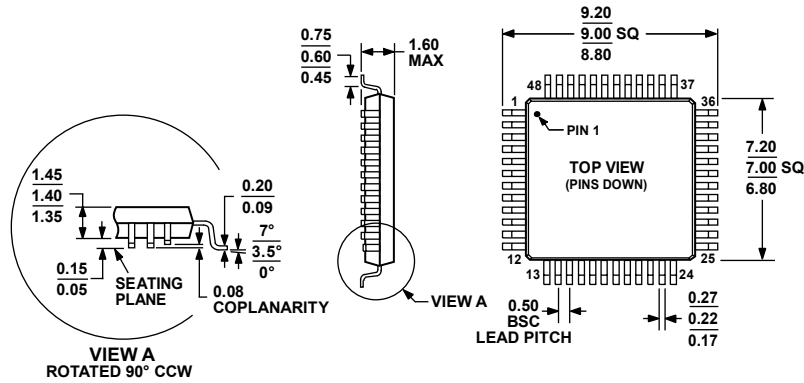 0.75
0.60
0.45
1.60
MAX
9.20
9.00 SQ
8.80
48
37
1
36
PIN 1
TOP VIEW
(PINS DOWN)
7.20
7.00 SQ
6.80
12
25
13
24
1.45
1.40
1.35
0.20
0.09
7°
3.5°
0°
0.15
0.05
SEATING
PLANE
0.08
COPLANARITY
VIEW A
ROTATED 90° CCW
VIEW A
0.50
BSC
LEAD PITCH
0.27
0.22
0.17